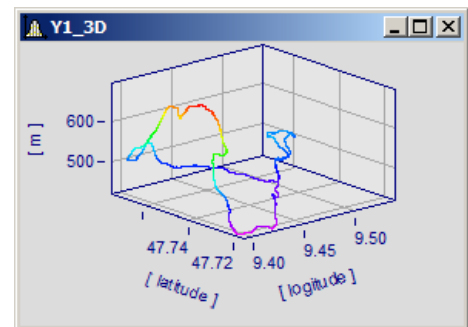 Y1_3D
600
[ m ]
500
47.74
47.72
9.40
9.45
9.50
[ latitude ]
[ logitude ]